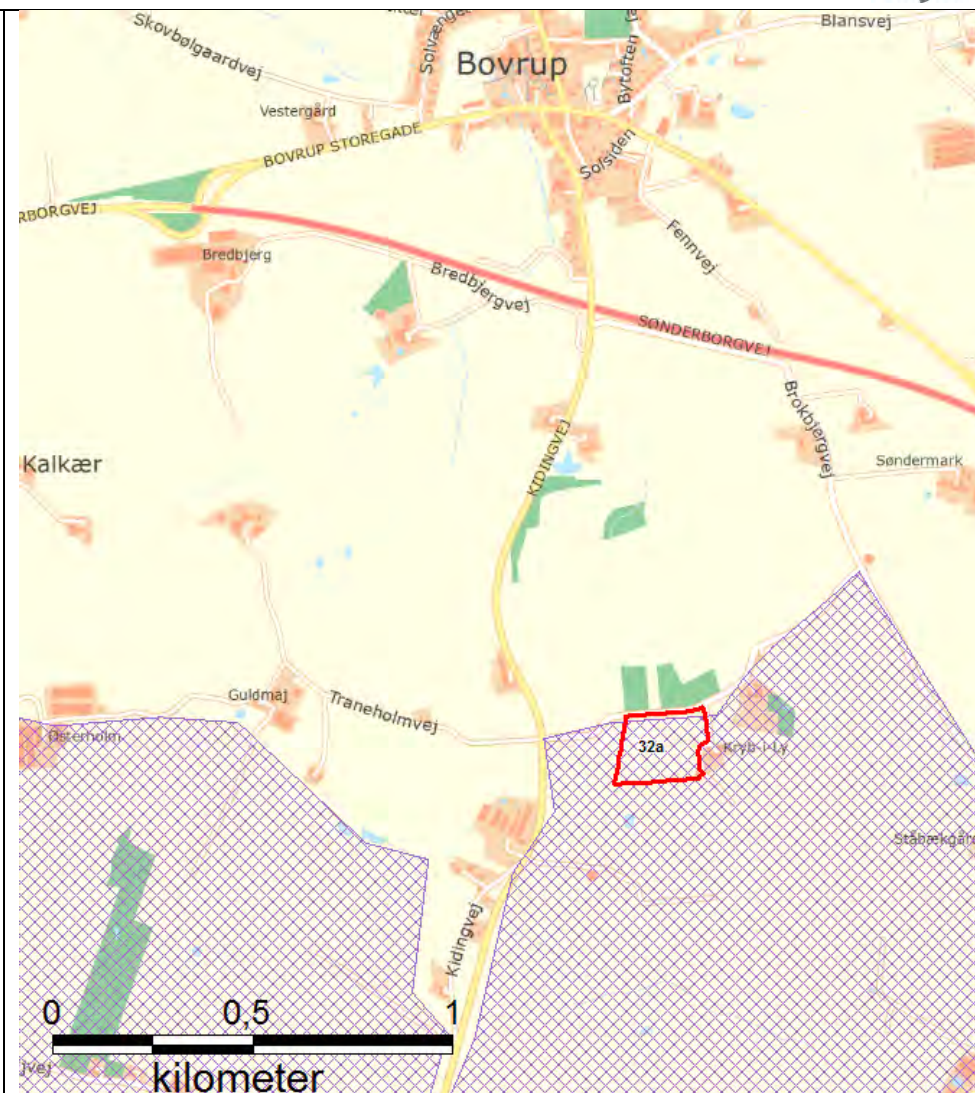 Blansvej
Skovbølgaardvej
Solvænget
Bovrup
Bytoften
Vestergård
BOVRUP STOREGADE
Solsiden
RBORGVEJ
Fennvej
Bredbjerg
Bredbjergvej
SØNDERBORGVEJ
Brokbjergvej
KIDINGVEJ
Kalkær
Søndermark
Guldmaj
Traneholmvej
Østerholm
32a
Kryb-i-Ly
Ståbækgård
Kidingvej
0 0,5 1
jvej
kilometer